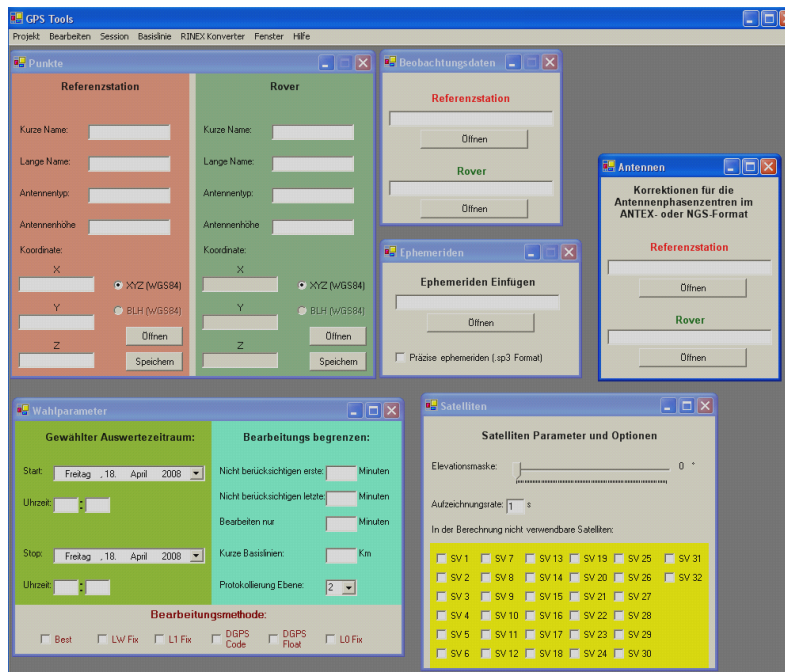 GPS Tools
Projekt Bearbeiten Session Basislinie RINEX Konverter Fenster Hilfe
Punkte
Referenzstation
Kurze Name:
Lange Name:
Antennentyp:
Antennenhöhe
Koordinate:
X
XYZ (WGS84)
Y
BLH (WGS84)
Öffnen
Z
Speichern
Rover
Kurze Name:
Lange Name:
Antennentyp:
Antennenhöhe
Koordinate:
X
XYZ (WGS84)
Y
BLH (WGS84)
Öffnen
Z
Speichern
Beobachtungsdaten
Referenzstation
Öffnen
Rover
Öffnen
Ephemeriden
Ephemeriden Einfügen
Öffnen
Präzise ephemeriden (.sp3 Format)
Antennen
Korrektionen für die
Antennenphasenzentren im
ANTEX- oder NGS-Format
Referenzstation
Öffnen
Rover
Öffnen
Wahlparameter
Gewählter Auswertezeitraum:
Start: Freitag , 18. April 2008
Uhrzeit: :
Stop: Freitag , 18. April 2008
Uhrzeit: :
Bearbeitungs begrenzen:
Nicht berücksichtigen erste: Minuten
Nicht berücksichtigen letzte: Minuten
Bearbeiten nur Minuten
Kurze Basislinien: Km
Protokollierung Ebene: 2
Bearbeitungsmethode:
Best LW Fix L1 Fix DGPS Code DGPS Float L0 Fix
Satelliten
Satelliten Parameter und Optionen
Elevationsmaske: 0 °
Aufzeichnungsrate: 1 s
In der Berechnung nicht verwendbare Satelliten:
SV 1 SV 7 SV 13 SV 19 SV 25 SV 31
SV 2 SV 8 SV 14 SV 20 SV 26 SV 32
SV 3 SV 9 SV 15 SV 21 SV 27
SV 4 SV 10 SV 16 SV 22 SV 28
SV 5 SV 11 SV 17 SV 23 SV 29
SV 6 SV 12 SV 18 SV 24 SV 30